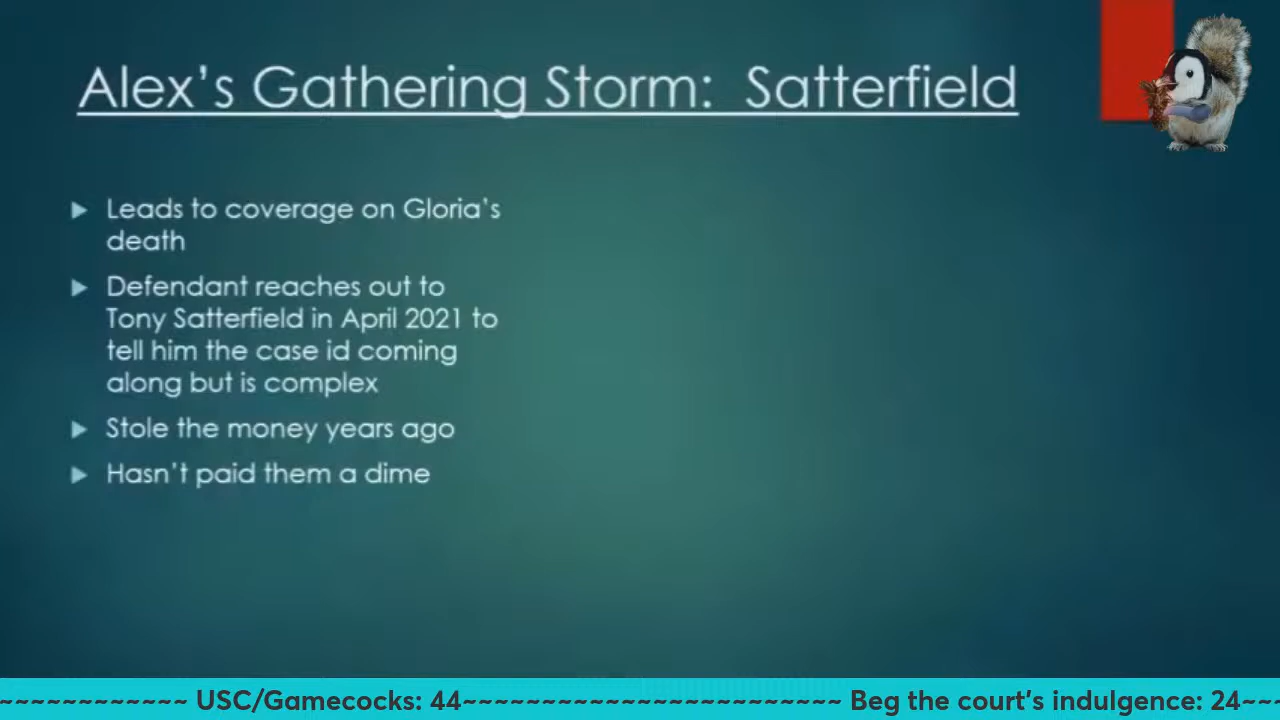 Alex's Gathering Storm: Satterfield
Leads to coverage on Gloria's
death
Defendant reaches out to
Tony Satterfield in April 2021 to
tell him the case id coming
along but is complex
Stole the money years ago
Hasn't paid them a dime
~~~~~~~~~~~~ USC/Gamecocks: 44~~~~~~~~~~~~~~~~~~~~~~~~ Beg the court's indulgence: 24~~~